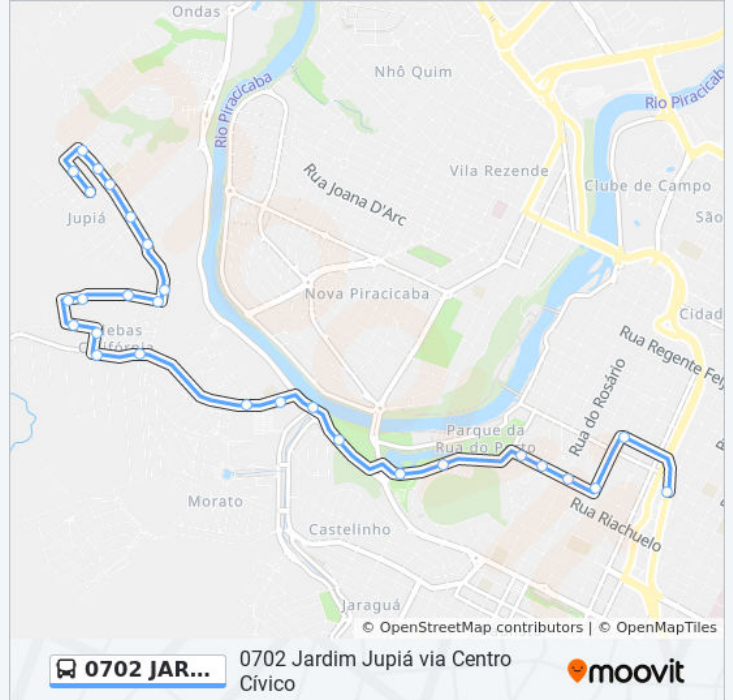 Ondas
Rio Piracicaba
Nhô Quim
Rio Piracicab
Vila Rezende
Rua Joana D'Arc
Clube de Campo
Jupiá
São
Nova Piracicaba
Cidad
Rua Regente Fei
Rua do Rosário
Parque da
Rua do Porto
Morato
Castelinho
Rua Riachuelo
Jaraguá
© OpenStreetMap contributors | © OpenMapTiles
0702 JAR...
0702 Jardim Jupiá via Centro
Cívico
moovit